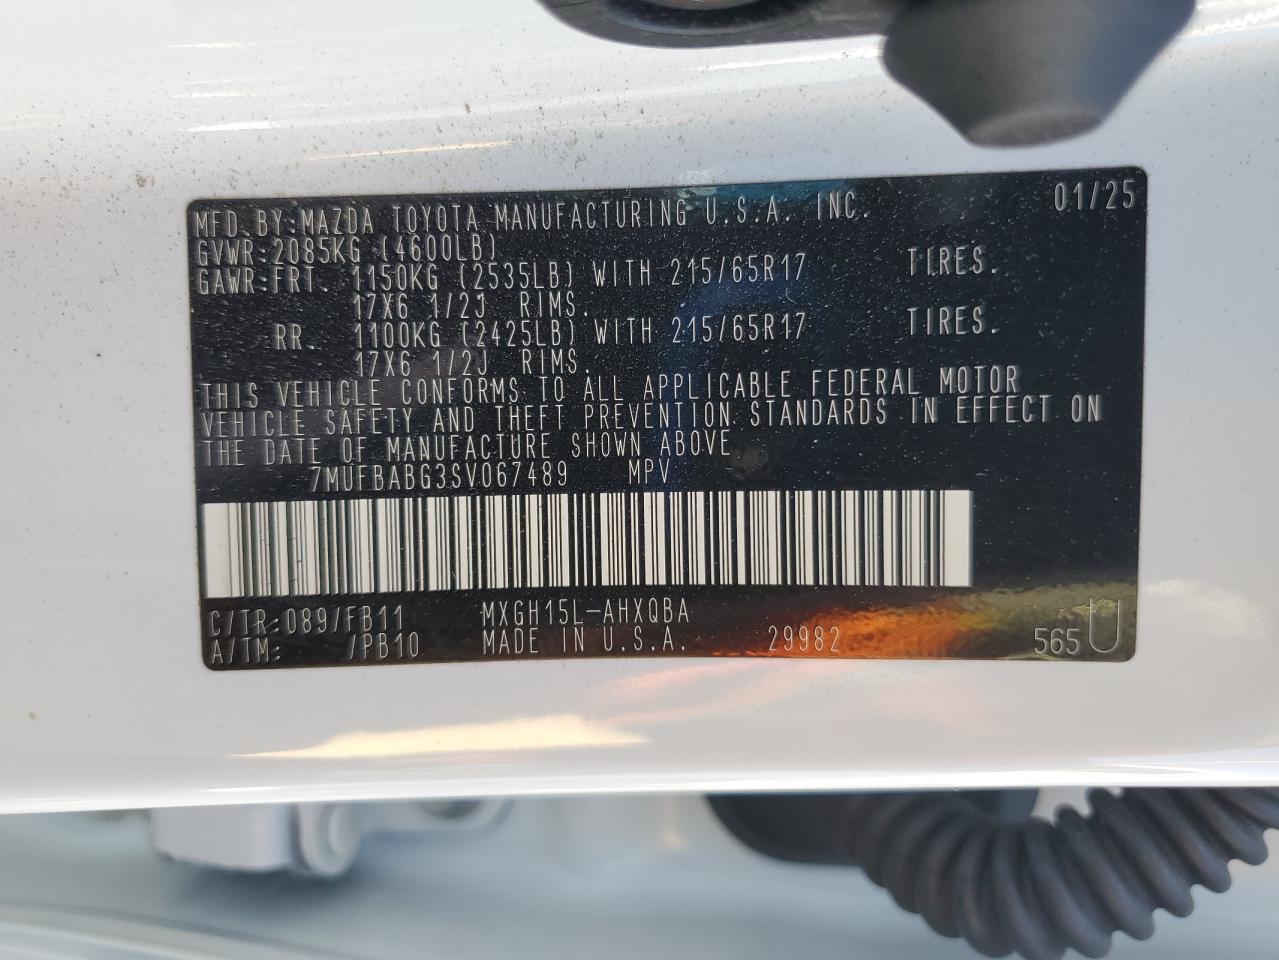 MFD BY:MAZDA TOYOTA MANUFACTURING U.S.A. INC. 01/25
GVWR:2085KG (4600LB)
GAWR:FRT. 1150KG (2535LB) WITH 215/65R17 TIRES.
17X6 1/2J RIMS.
RR. 1100KG (2425LB) WITH 215/65R17 TIRES.
17X6 1/2J RIMS.
THIS VEHICLE CONFORMS TO ALL APPLICABLE FEDERAL MOTOR
VEHICLE SAFETY AND THEFT PREVENTION STANDARDS IN EFFECT ON
THE DATE OF MANUFACTURE SHOWN ABOVE.
7MUFBABG3SV067489 MPV
C/TR:089/FB11 MXGH15L-AHXQBA
A/TM: /PB10 MADE IN U.S.A. 29982 565 U